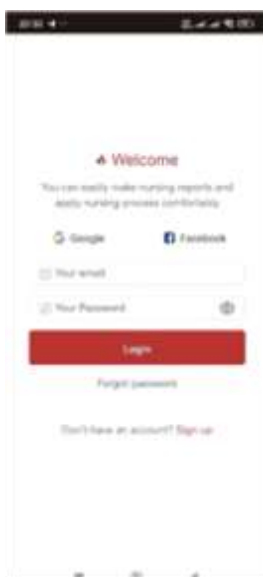 Welcome
You can easily make nursing reports and
apply nursing process comfortably
Google
Facebook
Your email
Your Password
Login
Forgot password
Don't have an account? Sign up